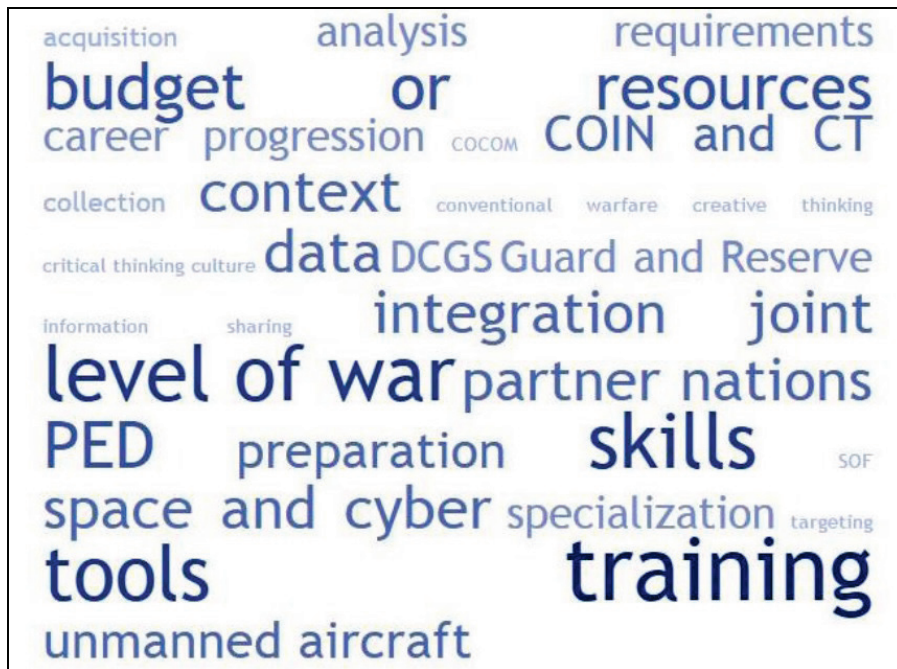 acquisition analysis requirements
budget or resources
career progression COCOM COIN and CT
collection context conventional warfare creative thinking
critical thinking culture data DCGS Guard and Reserve
information sharing integration joint
level of war partner nations
PED preparation skills SOF
space and cyber specialization targeting
tools training
unmanned aircraft